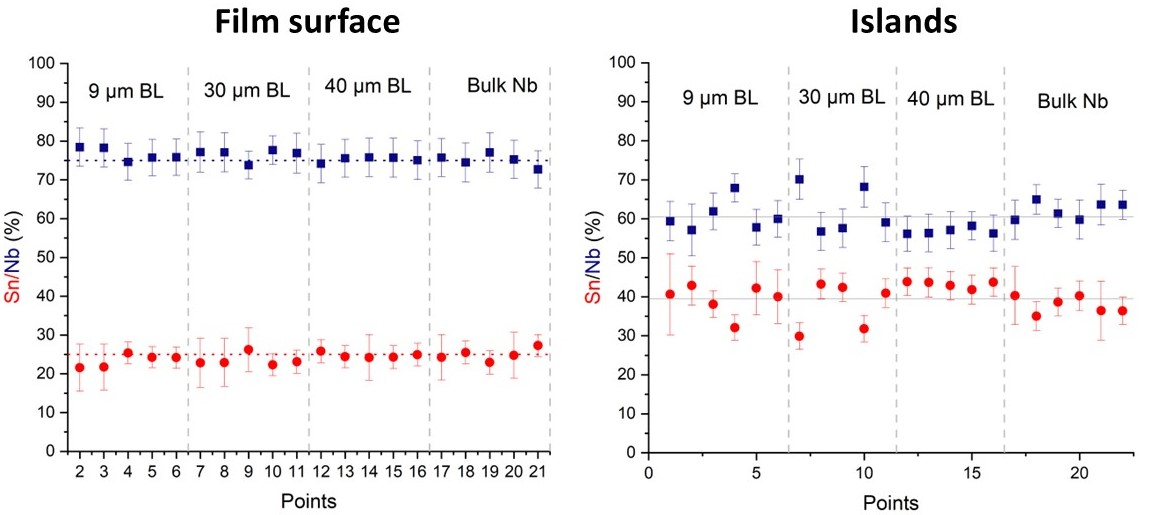 Film surface
100
90
80
70
60
50
40
30
20
10
0
Sn/Nb (%)
9 µm BL
30 µm BL
40 µm BL
Bulk Nb
2 3 4 5 6 7 8 9 10 11 12 13 14 15 16 17 18 19 20 21
Points
Islands
100
90
80
70
60
50
40
30
20
10
0
Sn/Nb (%)
9 µm BL
30 µm BL
40 µm BL
Bulk Nb
0 5 10 15 20
Points